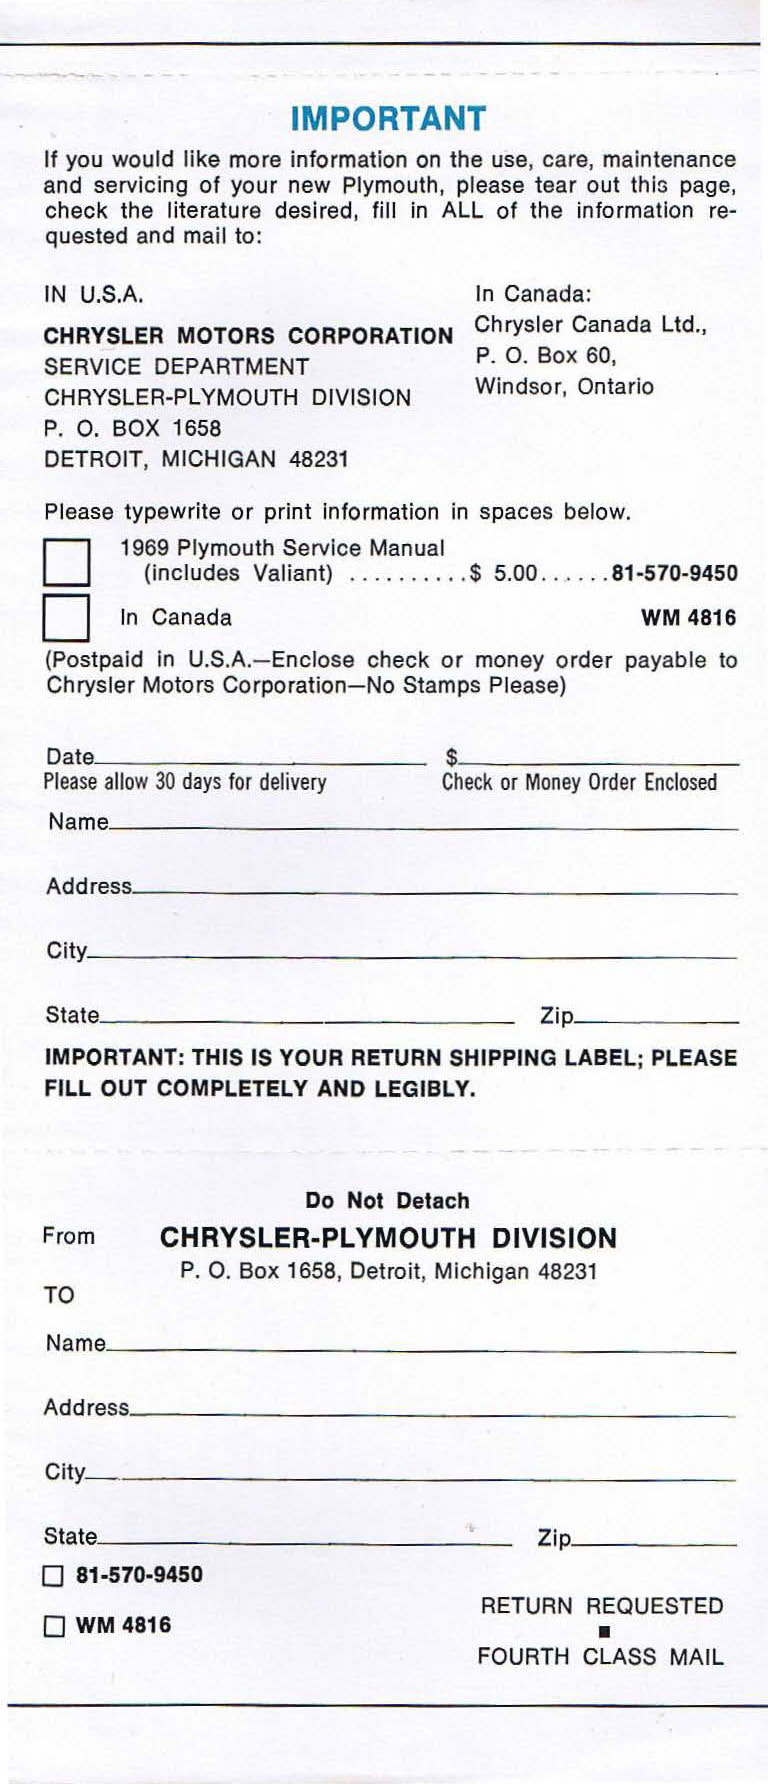 IMPORTANT
If you would like more information on the use, care, maintenance
and servicing of your new Plymouth, please tear out this page,
check the literature desired, fill in ALL of the information re-
quested and mail to:
IN U.S.A.
CHRYSLER MOTORS CORPORATION
SERVICE DEPARTMENT
CHRYSLER-PLYMOUTH DIVISION
P. O. BOX 1658
DETROIT, MICHIGAN 48231
In Canada:
Chrysler Canada Ltd.,
P. O. Box 60,
Windsor, Ontario
Please typewrite or print information in spaces below.
1969 Plymouth Service Manual
(includes Valiant) ..........$ 5.00......81-570-9450
In Canada WM 4816
(Postpaid in U.S.A.—Enclose check or money order payable to
Chrysler Motors Corporation—No Stamps Please)
Date $
Please allow 30 days for delivery Check or Money Order Enclosed
Name
Address
City
State Zip
IMPORTANT: THIS IS YOUR RETURN SHIPPING LABEL; PLEASE
FILL OUT COMPLETELY AND LEGIBLY.
Do Not Detach
From CHRYSLER-PLYMOUTH DIVISION
P. O. Box 1658, Detroit, Michigan 48231
TO
Name
Address
City
State Zip
81-570-9450
WM 4816
RETURN REQUESTED
■
FOURTH CLASS MAIL